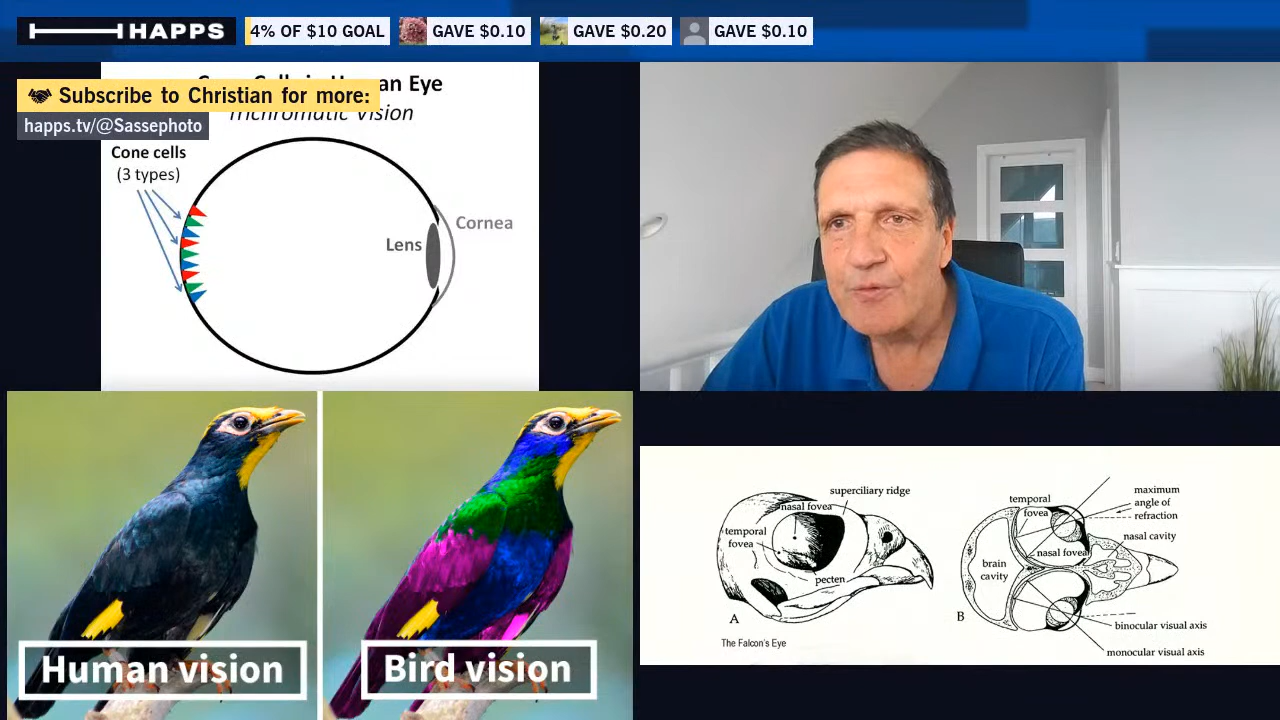 HAPPS
4% OF $10 GOAL
GAVE $0.10
GAVE $0.20
GAVE $0.10
an Eye
Subscribe to Christian for more:
Trichromatic Vision
happs.tv/@Sassephoto
Cone cells
(3 types)
Cornea
Lens
Human vision
Bird vision
superciliary ridge
nasal fovea
temporal
fovea
pecten
A
The Falcon's Eye
temporal
fovea
maximum
angle of
refraction
nasal cavity
nasal fovea
brain
cavity
B
binocular visual axis
monocular visual axis